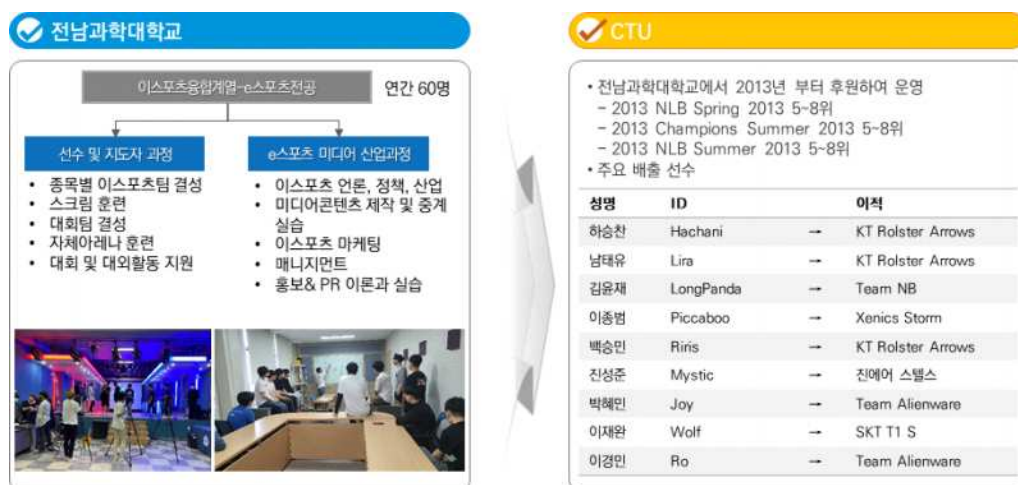 전남과학대학교
이스포츠융합계열-e스포츠전공
연간 60명
선수 및 지도자 과정
• 종목별 이스포츠팀 결성
• 스크림 훈련
• 대회팀 결성
• 자체아레나 훈련
• 대회 및 대외활동 지원
e스포츠 미디어 산업과정
• 이스포츠 언론, 정책, 산업
• 미디어콘텐츠 제작 및 중계
실습
• 이스포츠 마케팅
• 매니지먼트
• 홍보& PR 이론과 실습
CTU
• 전남과학대학교에서 2013년 부터 후원하여 운영
- 2013 NLB Spring 2013 5~8위
- 2013 Champions Summer 2013 5~8위
- 2013 NLB Summer 2013 5~8위
• 주요 배출 선수
성명 ID 이적
하승찬 Hachani → KT Rolster Arrows
남태유 Lira → KT Rolster Arrows
김윤재 LongPanda → Team NB
이종범 Piccaboo → Xenics Storm
백승민 Riris → KT Rolster Arrows
진성준 Mystic → 진에어 스텔스
박혜민 Joy → Team Alienware
이재완 Wolf → SKT T1 S
이경민 Ro → Team Alienware